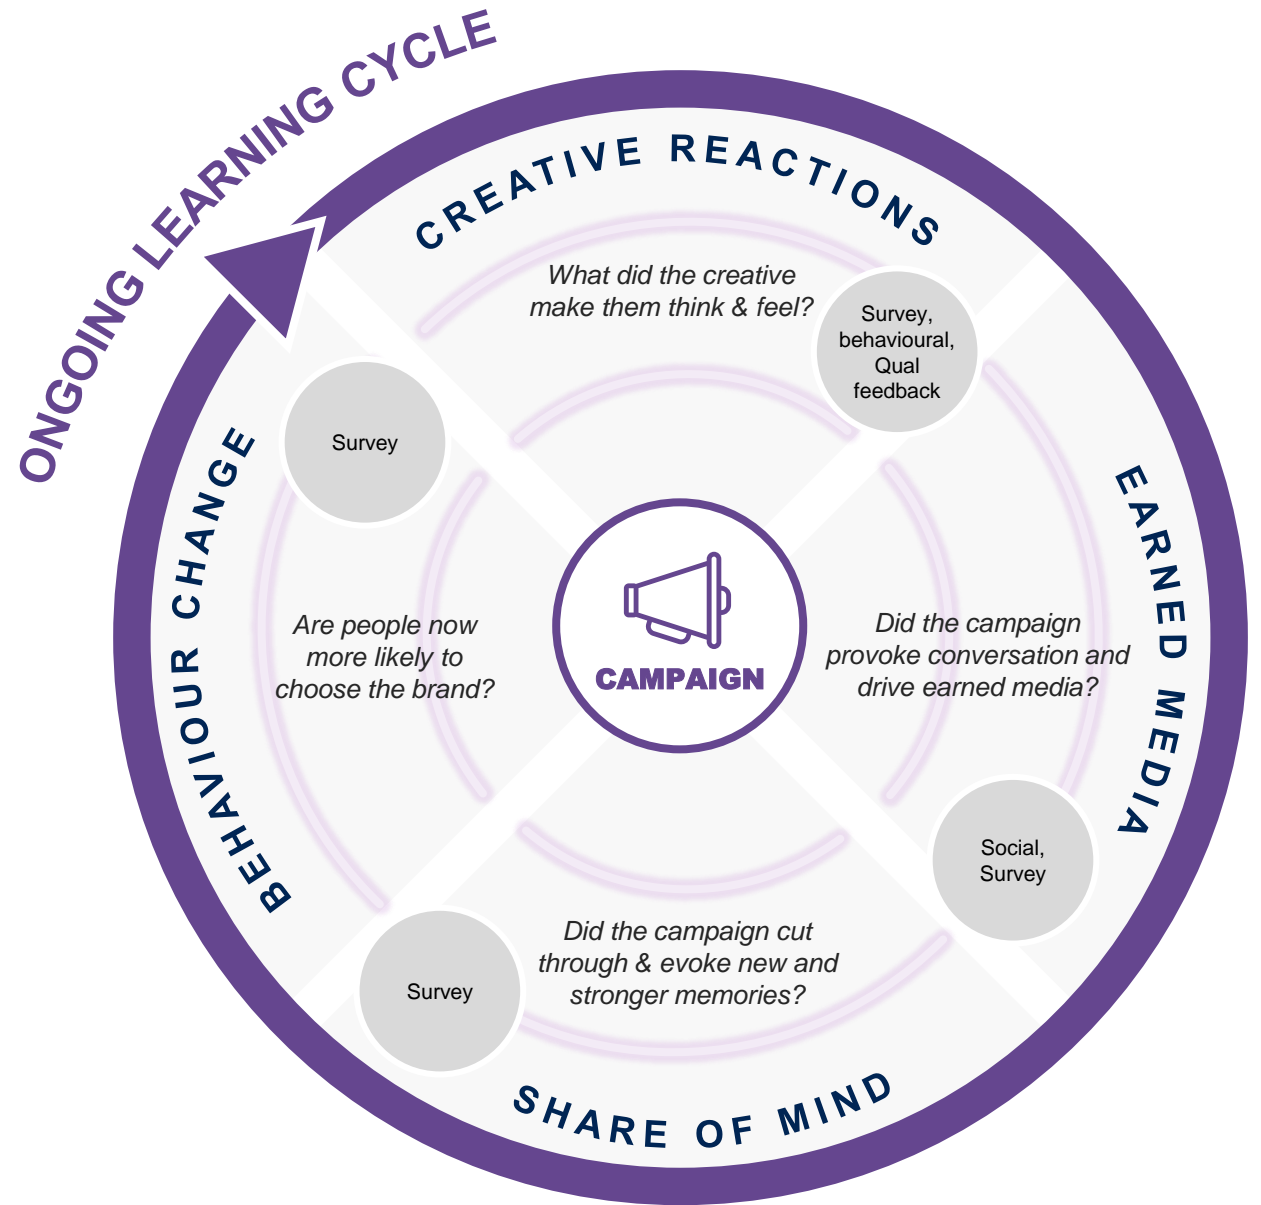 ONGOING LEARNING CYCLE
CREATIVE REACTIONS
What did the creative
make them think & feel?
Survey,
behavioural,
Qual
feedback
EARNED MEDIA
Did the campaign
provoke conversation and
drive earned media?
Social,
Survey
SHARE OF MIND
Did the campaign cut
through & evoke new and
stronger memories?
Survey
BEHAVIOUR CHANGE
Are people now
more likely to
choose the brand?
Survey
CAMPAIGN